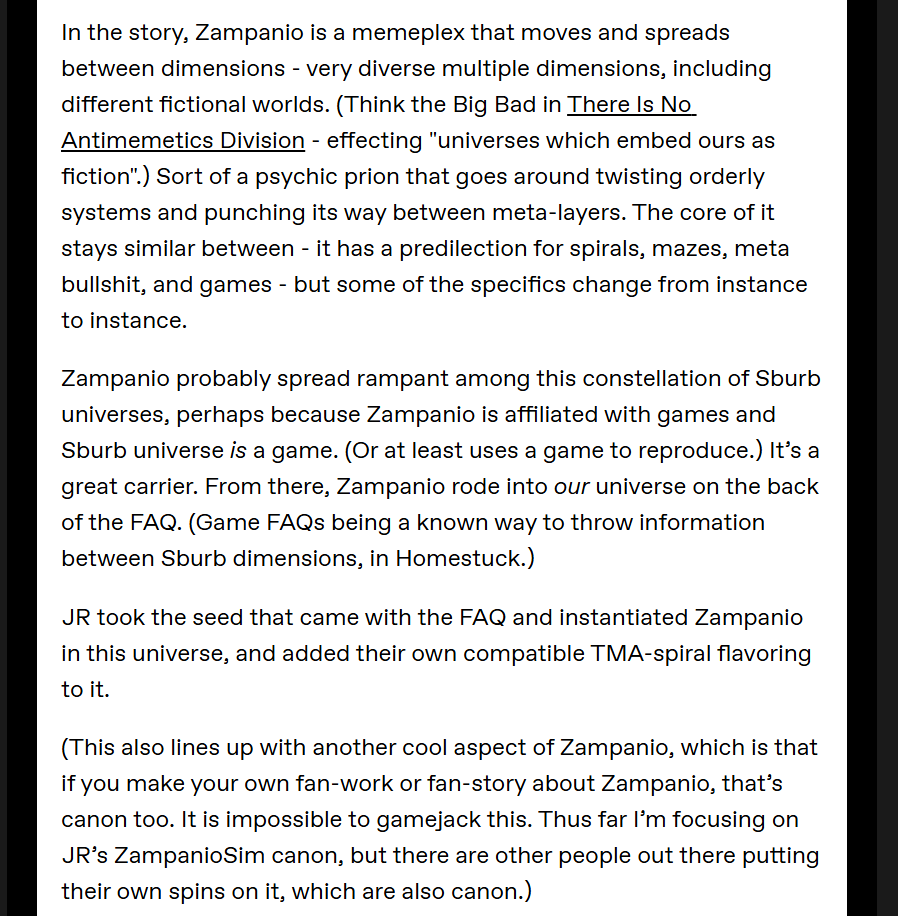 In the story, Zampanio is a memeplex that moves and spreads
between dimensions - very diverse multiple dimensions, including
different fictional worlds. (Think the Big Bad in There Is No
Antimemetics Division - effecting "universes which embed ours as
fiction".) Sort of a psychic prion that goes around twisting orderly
systems and punching its way between meta-layers. The core of it
stays similar between - it has a predilection for spirals, mazes, meta
bullshit, and games - but some of the specifics change from instance
to instance.
Zampanio probably spread rampant among this constellation of Sburb
universes, perhaps because Zampanio is affiliated with games and
Sburb universe is a game. (Or at least uses a game to reproduce.) It’s a
great carrier. From there, Zampanio rode into our universe on the back
of the FAQ. (Game FAQs being a known way to throw information
between Sburb dimensions, in Homestuck.)
JR took the seed that came with the FAQ and instantiated Zampanio
in this universe, and added their own compatible TMA-spiral flavoring
to it.
(This also lines up with another cool aspect of Zampanio, which is that
if you make your own fan-work or fan-story about Zampanio, that’s
canon too. It is impossible to gamejack this. Thus far I’m focusing on
JR’s ZampanioSim canon, but there are other people out there putting
their own spins on it, which are also canon.)